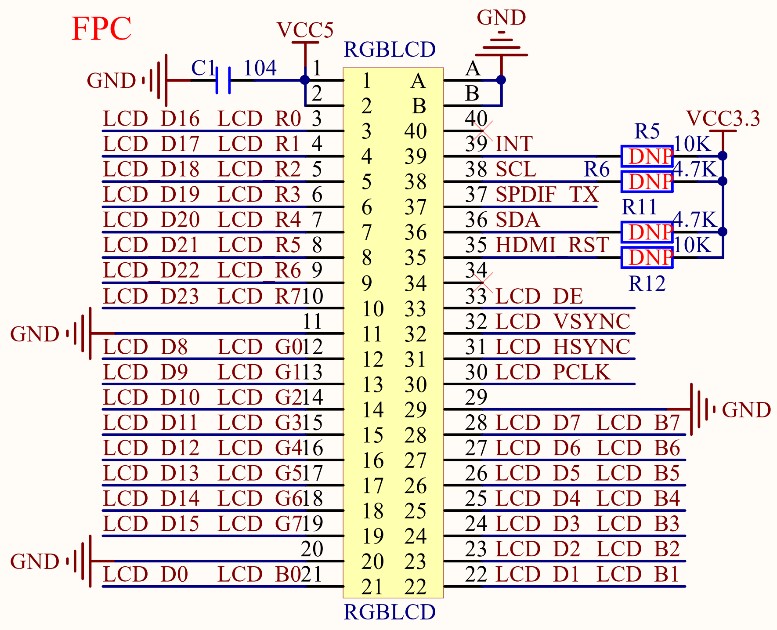 FPC
GND
VCC5
RGBLCD
GND C1 104 1 1 A A
2 2 B B
LCD D16 LCD R0 3 3 40 40
VCC3.3
LCD D17 LCD R1 4 4 39 39 INT R5 DNP 10K
LCD D18 LCD R2 5 5 38 38 SCL R6 DNP 4.7K
LCD D19 LCD R3 6 6 37 37 SPDIF TX
LCD D20 LCD R4 7 7 36 36 SDA R11 DNP 4.7K
LCD D21 LCD R5 8 8 35 35 HDMI RST DNP 10K
R12
LCD D22 LCD R6 9 9 34 34
LCD D23 LCD R7 10 10 33 33 LCD DE
GND 11 11 32 32 LCD VSYNC
LCD D8 LCD G0 12 12 31 31 LCD HSYNC
LCD D9 LCD G1 13 13 30 30 LCD PCLK
LCD D10 LCD G2 14 14 29 29 GND
LCD D11 LCD G3 15 15 28 28 LCD D7 LCD B7
LCD D12 LCD G4 16 16 27 27 LCD D6 LCD B6
LCD D13 LCD G5 17 17 26 26 LCD D5 LCD B5
LCD D14 LCD G6 18 18 25 25 LCD D4 LCD B4
LCD D15 LCD G7 19 19 24 24 LCD D3 LCD B3
GND 20 20 23 23 LCD D2 LCD B2
LCD D0 LCD B0 21 21 22 22 LCD D1 LCD B1
RGBLCD